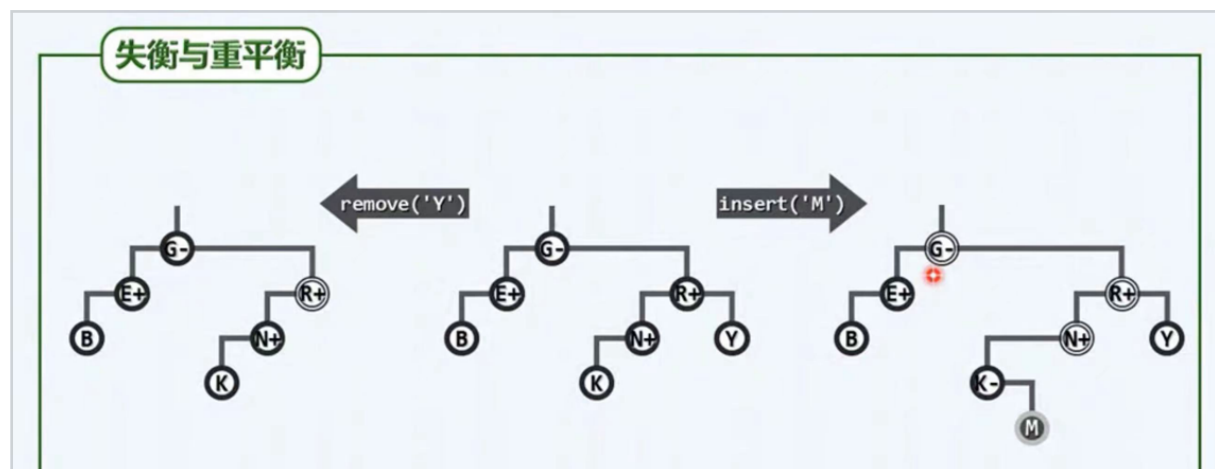 失衡与重平衡
remove('Y')
insert('M')
G- G- G-
E+ R+ E+ R+ E+ R+
B N+ B N+ Y B N+ Y
K K K-
M